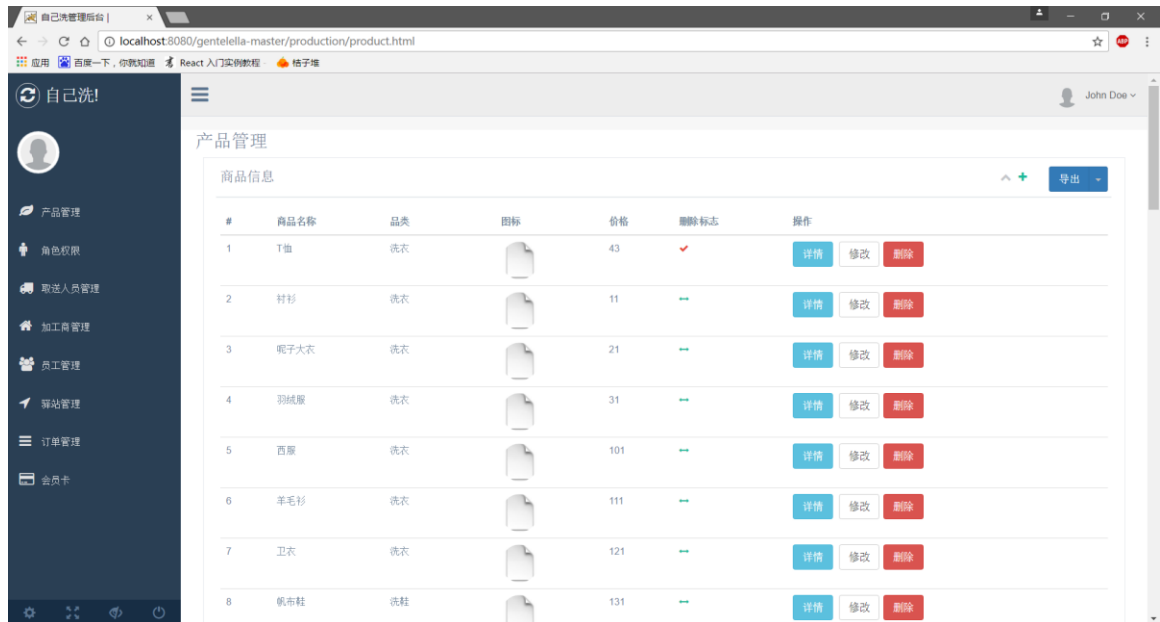 自己洗管理后台 |
localhost:8080/gentelella-master/production/product.html
ABP
应用 百度一下，你就知道 React 入门实例教程 - 桔子堆
自己洗!
John Doe
产品管理
角色权限
取送人员管理
加工商管理
员工管理
驿站管理
订单管理
会员卡
产品管理
商品信息
导出
# 商品名称 品类 图标 价格 删除标志 操作
1 T恤 洗衣 43 详情 修改 删除
2 衬衫 洗衣 11 详情 修改 删除
3 呢子大衣 洗衣 21 详情 修改 删除
4 羽绒服 洗衣 31 详情 修改 删除
5 西服 洗衣 101 详情 修改 删除
6 羊毛衫 洗衣 111 详情 修改 删除
7 卫衣 洗衣 121 详情 修改 删除
8 帆布鞋 洗鞋 131 详情 修改 删除